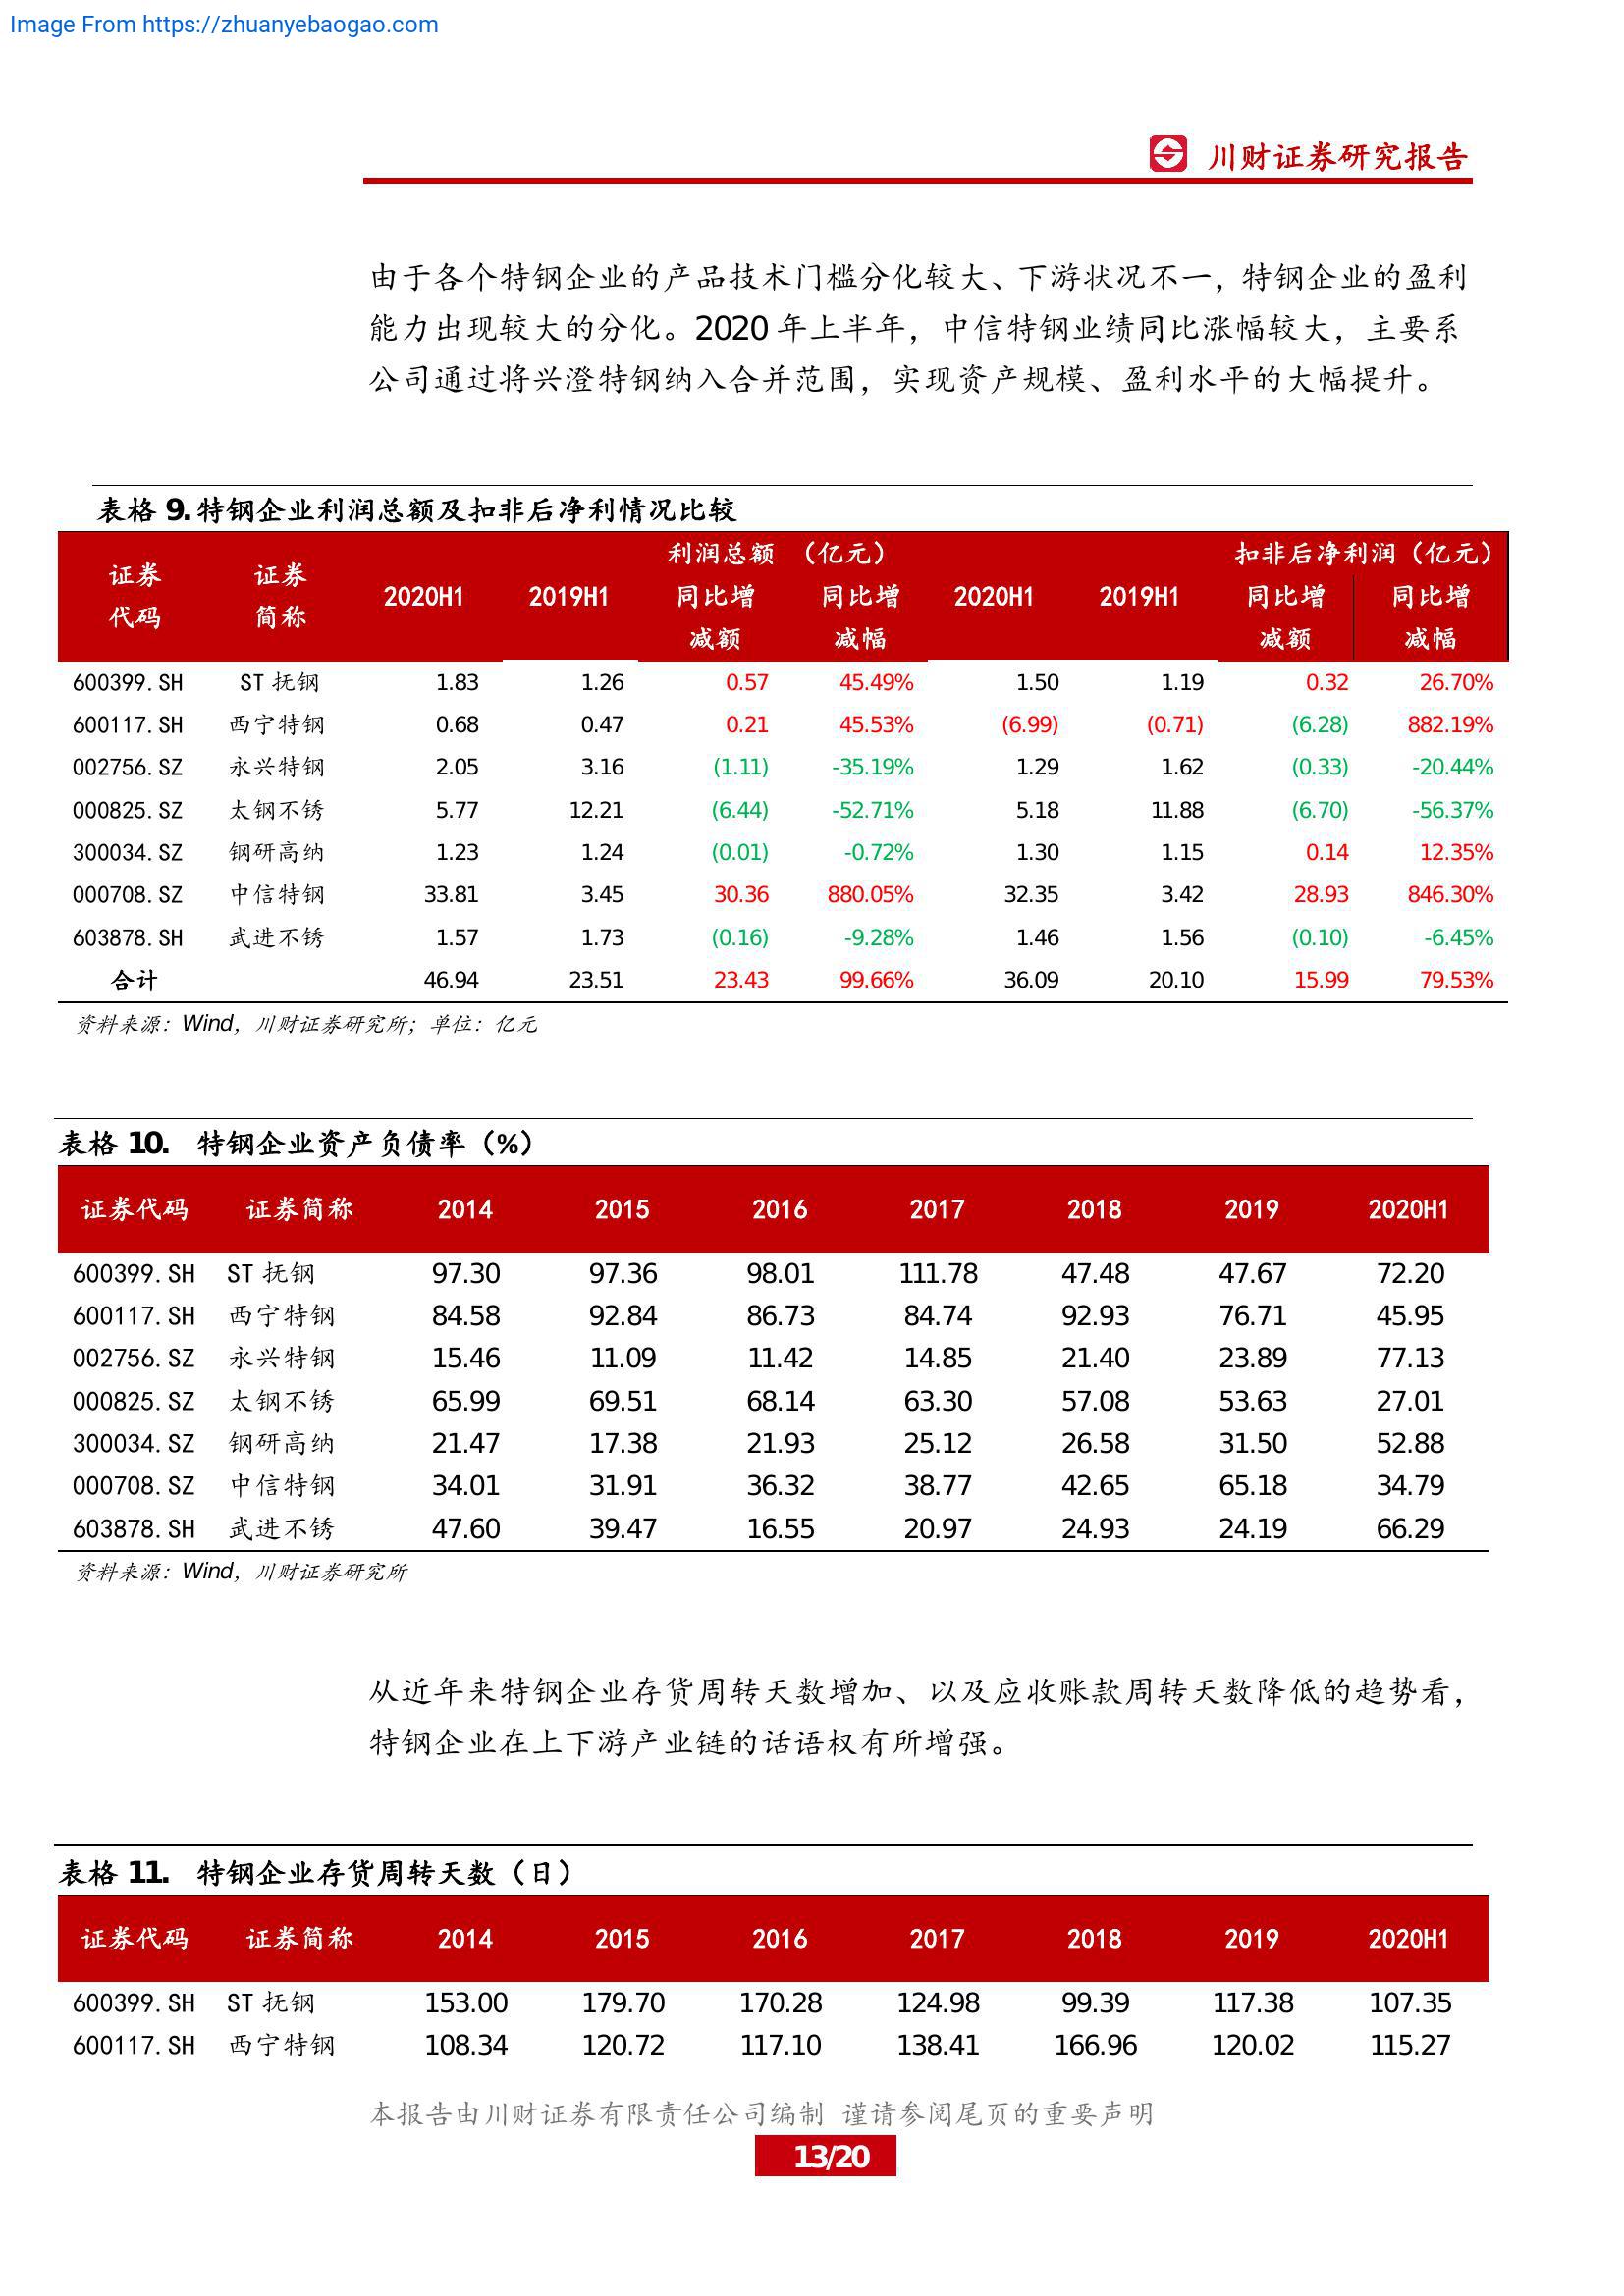 Image From https://zhuanyebaogao.com
川财证券研究报告
由于各个特钢企业的产品技术门槛分化较大、下游状况不一，特钢企业的盈利
能力出现较大的分化。2020 年上半年，中信特钢业绩同比涨幅较大，主要系
公司通过将兴澄特钢纳入合并范围，实现资产规模、盈利水平的大幅提升。
表格 9. 特钢企业利润总额及扣非后净利情况比较
利润总额 （亿元） 扣非后净利润（亿元）
证券代码 证券简称 2020H1 2019H1 同比增减额 同比增减幅 2020H1 2019H1 同比增减额 同比增减幅
600399.SH ST 抚钢 1.83 1.26 0.57 45.49% 1.50 1.19 0.32 26.70%
600117.SH 西宁特钢 0.68 0.47 0.21 45.53% (6.99) (0.71) (6.28) 882.19%
002756.SZ 永兴特钢 2.05 3.16 (1.11) -35.19% 1.29 1.62 (0.33) -20.44%
000825.SZ 太钢不锈 5.77 12.21 (6.44) -52.71% 5.18 11.88 (6.70) -56.37%
300034.SZ 钢研高纳 1.23 1.24 (0.01) -0.72% 1.30 1.15 0.14 12.35%
000708.SZ 中信特钢 33.81 3.45 30.36 880.05% 32.35 3.42 28.93 846.30%
603878.SH 武进不锈 1.57 1.73 (0.16) -9.28% 1.46 1.56 (0.10) -6.45%
合计 46.94 23.51 23.43 99.66% 36.09 20.10 15.99 79.53%
资料来源：Wind，川财证券研究所；单位：亿元
表格 10. 特钢企业资产负债率（%）
证券代码 证券简称 2014 2015 2016 2017 2018 2019 2020H1
600399.SH ST 抚钢 97.30 97.36 98.01 111.78 47.48 47.67 72.20
600117.SH 西宁特钢 84.58 92.84 86.73 84.74 92.93 76.71 45.95
002756.SZ 永兴特钢 15.46 11.09 11.42 14.85 21.40 23.89 77.13
000825.SZ 太钢不锈 65.99 69.51 68.14 63.30 57.08 53.63 27.01
300034.SZ 钢研高纳 21.47 17.38 21.93 25.12 26.58 31.50 52.88
000708.SZ 中信特钢 34.01 31.91 36.32 38.77 42.65 65.18 34.79
603878.SH 武进不锈 47.60 39.47 16.55 20.97 24.93 24.19 66.29
资料来源：Wind，川财证券研究所
从近年来特钢企业存货周转天数增加、以及应收账款周转天数降低的趋势看，
特钢企业在上下游产业链的话语权有所增强。
表格 11. 特钢企业存货周转天数（日）
证券代码 证券简称 2014 2015 2016 2017 2018 2019 2020H1
600399.SH ST 抚钢 153.00 179.70 170.28 124.98 99.39 117.38 107.35
600117.SH 西宁特钢 108.34 120.72 117.10 138.41 166.96 120.02 115.27
本报告由川财证券有限责任公司编制 谨请参阅尾页的重要声明
13/20